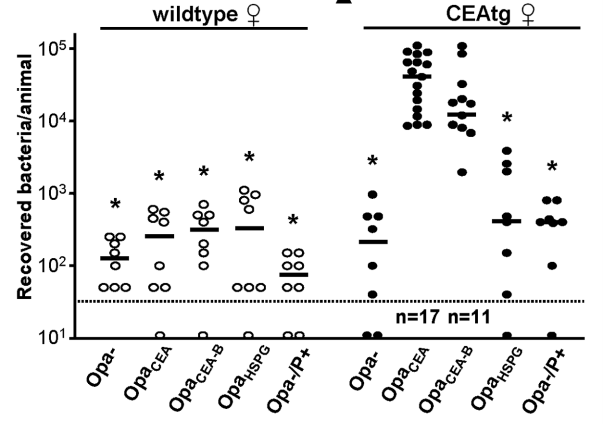 wildtype ♀ CEAtg ♀
Recovered bacteria/animal
10⁵
10⁴
10³
10²
10¹
* * * * * * * *
n=17 n=11
Opa- OpaCEA OpaCEA-B OpaHSPG Opa-/P+ Opa- OpaCEA OpaCEA-B OpaHSPG Opa-/P+